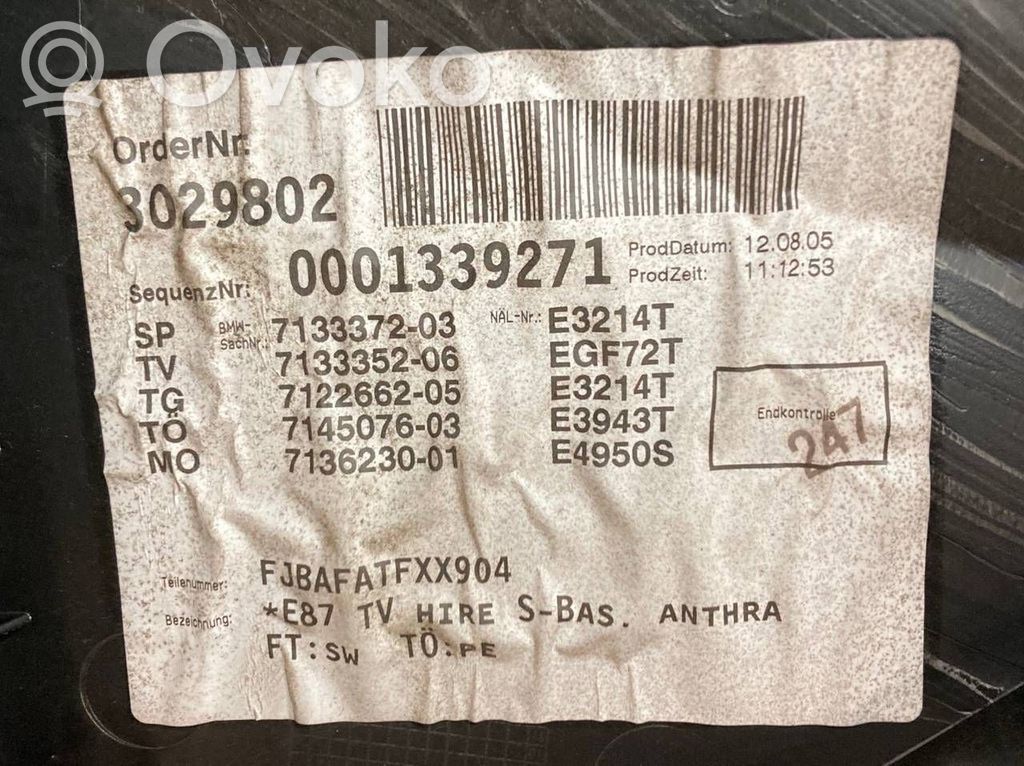 Ovoko
OrderNr:
3029802
0001339271
ProdDatum: 12.08.05
ProdZeit: 11:12:53
SequenzNr:
SP BMW-SachNr.: 7133372-03 NAL-Nr.: E3214T
TV 7133352-06 EGF72T
TG 7122662-05 E3214T
TÖ 7145076-03 E3943T
MO 7136230-01 E4950S
Endkontrolle
247
Teilenummer: FJBAFATFXX904
Bezeichnung: *E87 TV HIRE S-BAS. ANTHRA
FT:SW TÖ:PE